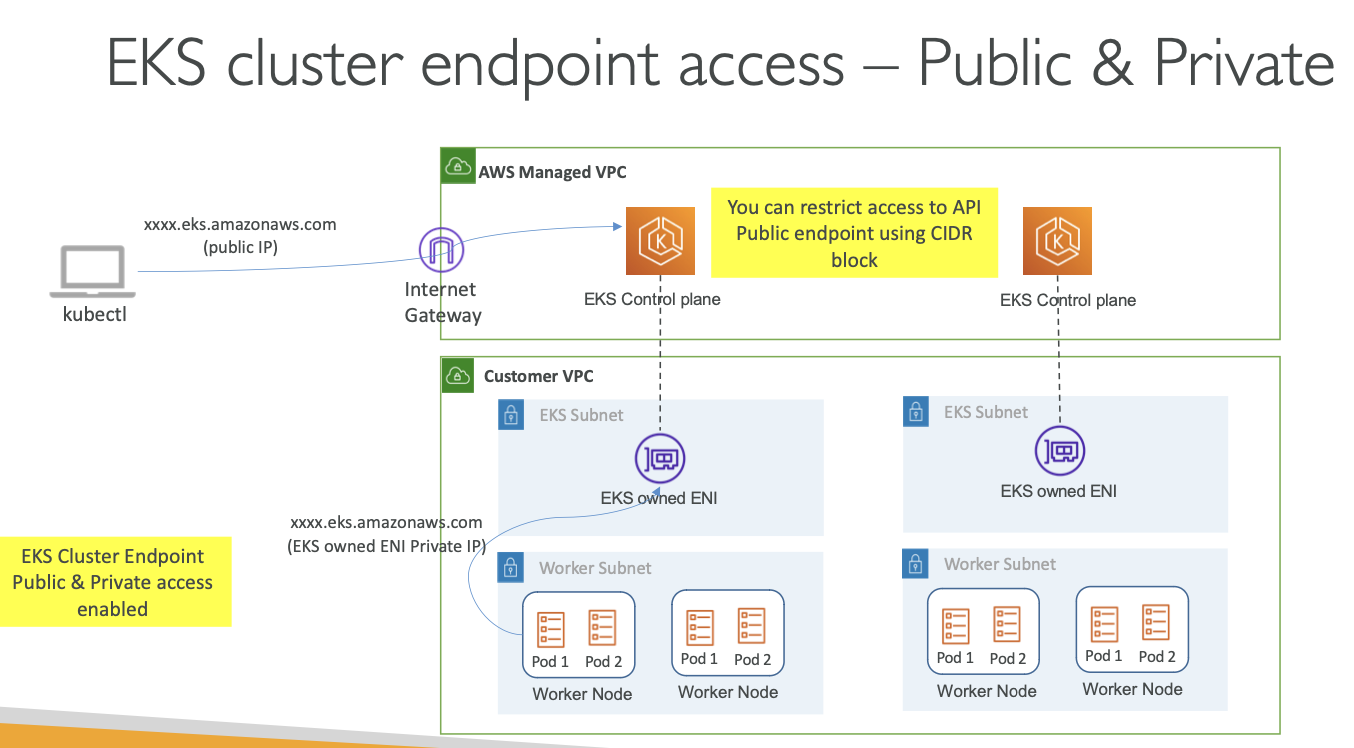 EKS cluster endpoint access – Public & Private
AWS Managed VPC
xxxx.eks.amazonaws.com
(public IP)
You can restrict access to API
Public endpoint using CIDR
block
kubectl
Internet
Gateway
EKS Control plane
EKS Control plane
Customer VPC
EKS Subnet
EKS Subnet
EKS owned ENI
EKS owned ENI
xxxx.eks.amazonaws.com
(EKS owned ENI Private IP)
EKS Cluster Endpoint
Public & Private access
enabled
Worker Subnet
Worker Subnet
Pod 1
Pod 2
Pod 1
Pod 2
Pod 1
Pod 2
Pod 1
Pod 2
Worker Node
Worker Node
Worker Node
Worker Node